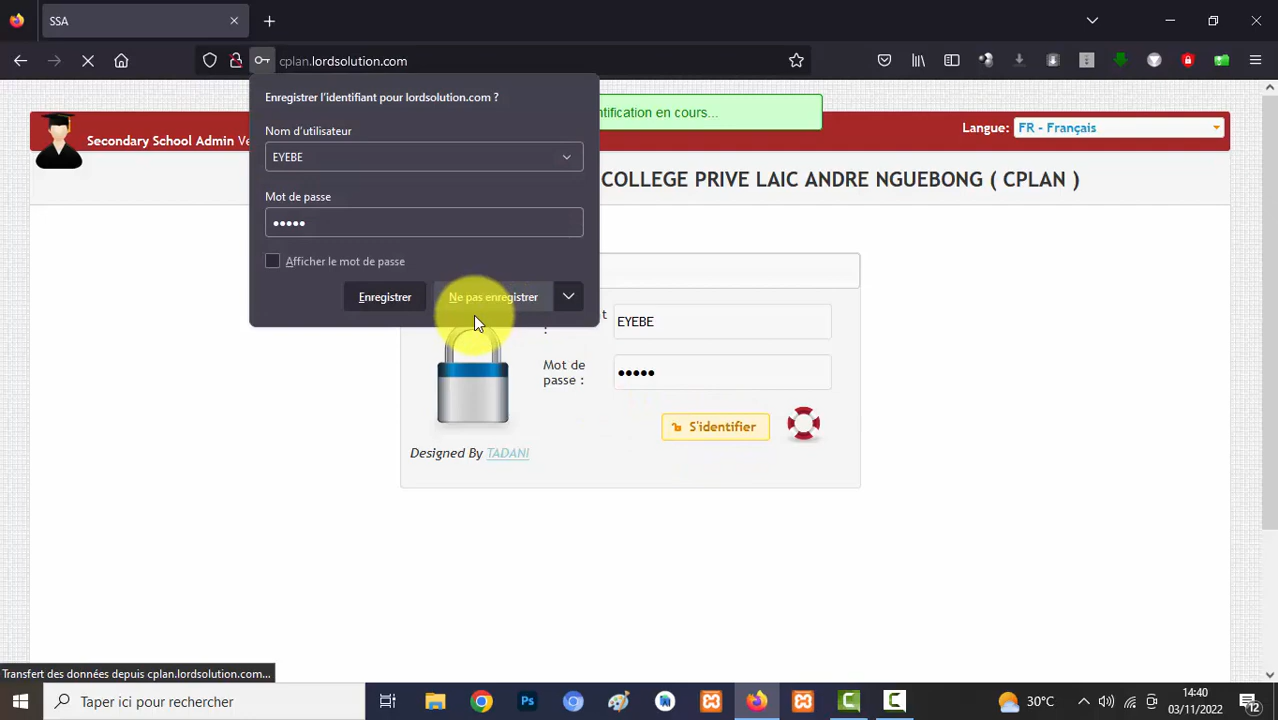 SSA
cplan.lordsolution.com
Enregistrer l'identifiant pour lordsolution.com ?
Nom d'utilisateur
EYEBE
Mot de passe
•••••
Afficher le mot de passe
Enregistrer
Ne pas enregistrer
ntification en cours...
Secondary School Admin Ve
Langue:
FR - Français
COLLEGE PRIVE LAIC ANDRE NGUEBONG ( CPLAN )
t
:
EYEBE
Mot de
passe :
•••••
S'identifier
Designed By TADANI
Transfert des données depuis cplan.lordsolution.com...
Taper ici pour rechercher
Ps
30°C
14:40
03/11/2022
12